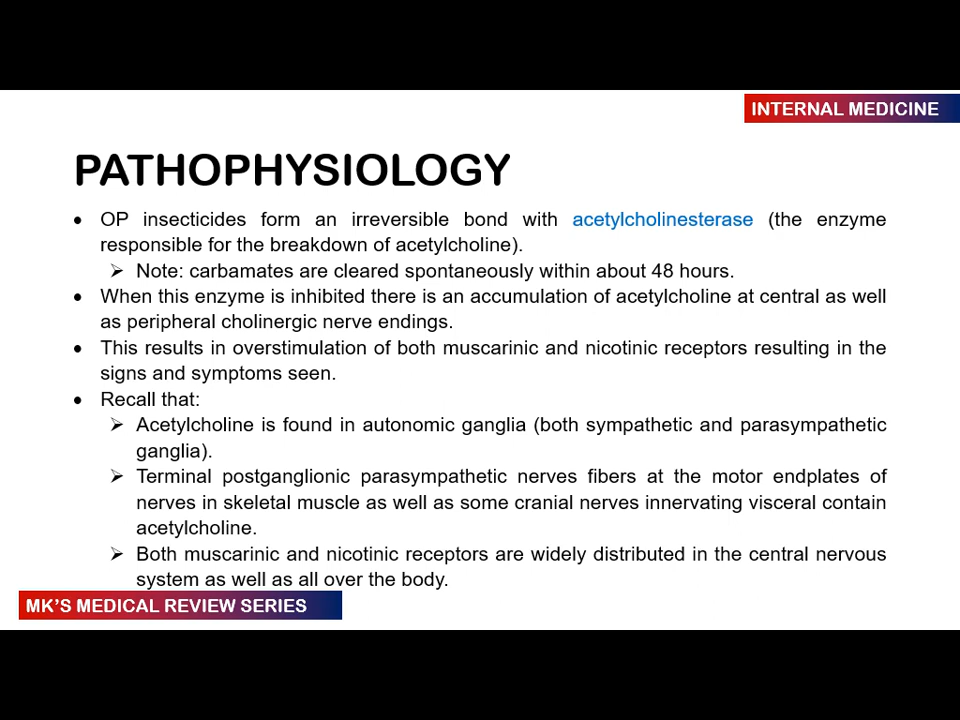 INTERNAL MEDICINE
PATHOPHYSIOLOGY
• OP insecticides form an irreversible bond with acetylcholinesterase (the enzyme
responsible for the breakdown of acetylcholine).
➢ Note: carbamates are cleared spontaneously within about 48 hours.
• When this enzyme is inhibited there is an accumulation of acetylcholine at central as well
as peripheral cholinergic nerve endings.
• This results in overstimulation of both muscarinic and nicotinic receptors resulting in the
signs and symptoms seen.
• Recall that:
➢ Acetylcholine is found in autonomic ganglia (both sympathetic and parasympathetic
ganglia).
➢ Terminal postganglionic parasympathetic nerves fibers at the motor endplates of
nerves in skeletal muscle as well as some cranial nerves innervating visceral contain
acetylcholine.
➢ Both muscarinic and nicotinic receptors are widely distributed in the central nervous
system as well as all over the body.
MK'S MEDICAL REVIEW SERIES